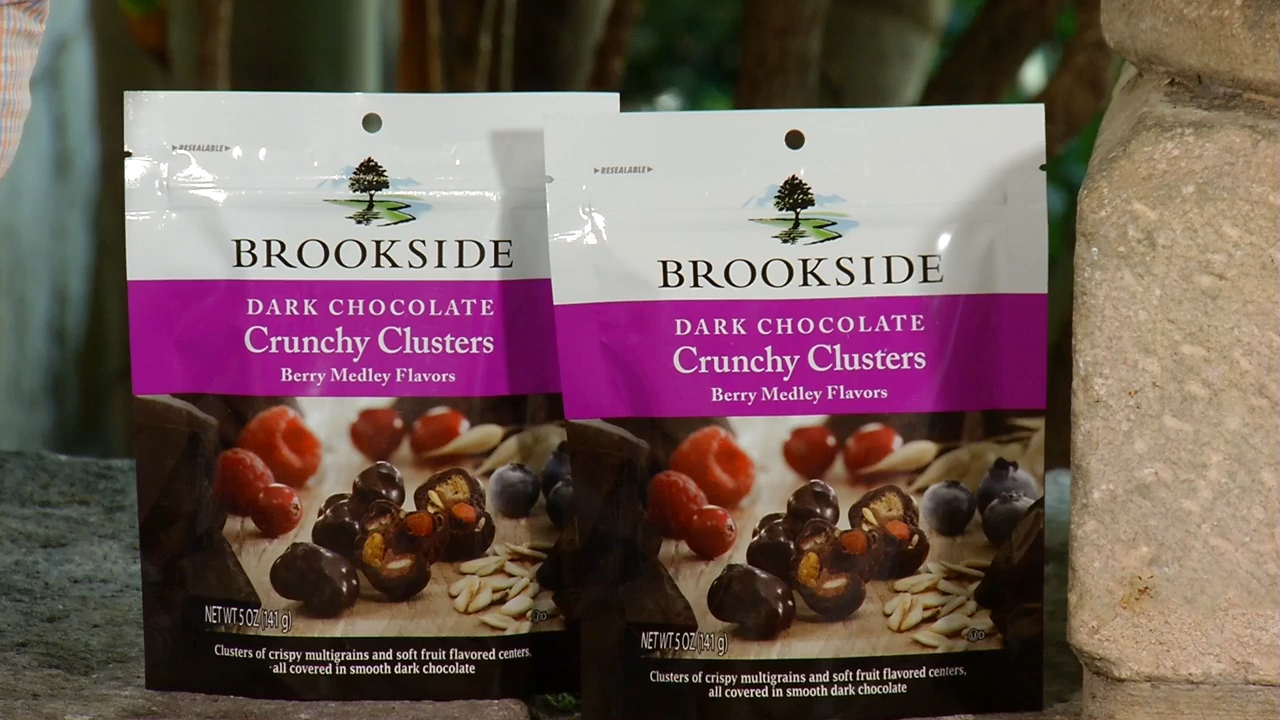 RESEALABLE
BROOKSIDE
DARK CHOCOLATE
Crunchy Clusters
Berry Medley Flavors
NET WT 5 OZ (141 g)
Clusters of crispy multigrains and soft fruit flavored centers,
all covered in smooth dark chocolate
RESEALABLE
BROOKSIDE
DARK CHOCOLATE
Crunchy Clusters
Berry Medley Flavors
NET WT 5 OZ (141 g)
Clusters of crispy multigrains and soft fruit flavored centers,
all covered in smooth dark chocolate